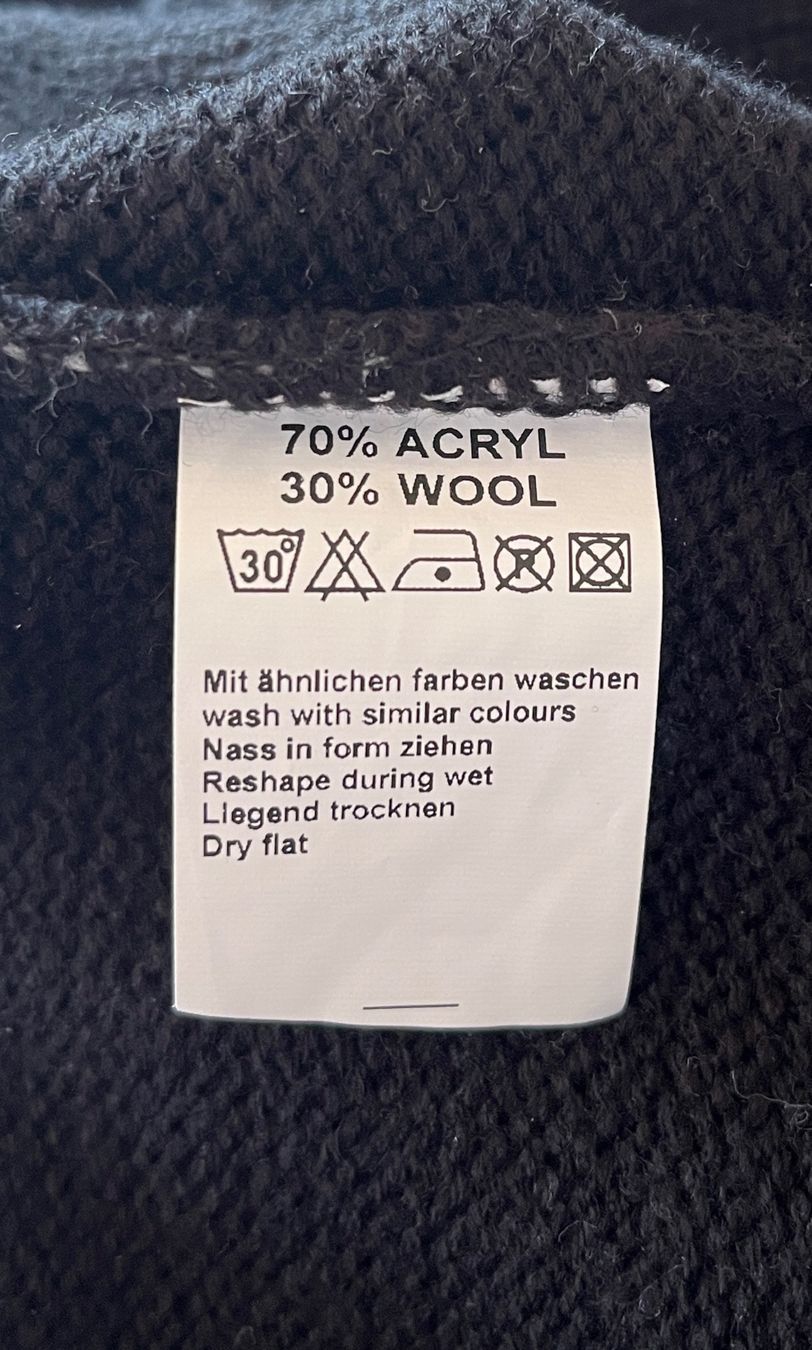 70% ACRYL
30% WOOL
30°
Mit ähnlichen farben waschen
wash with similar colours
Nass in form ziehen
Reshape during wet
Liegend trocknen
Dry flat